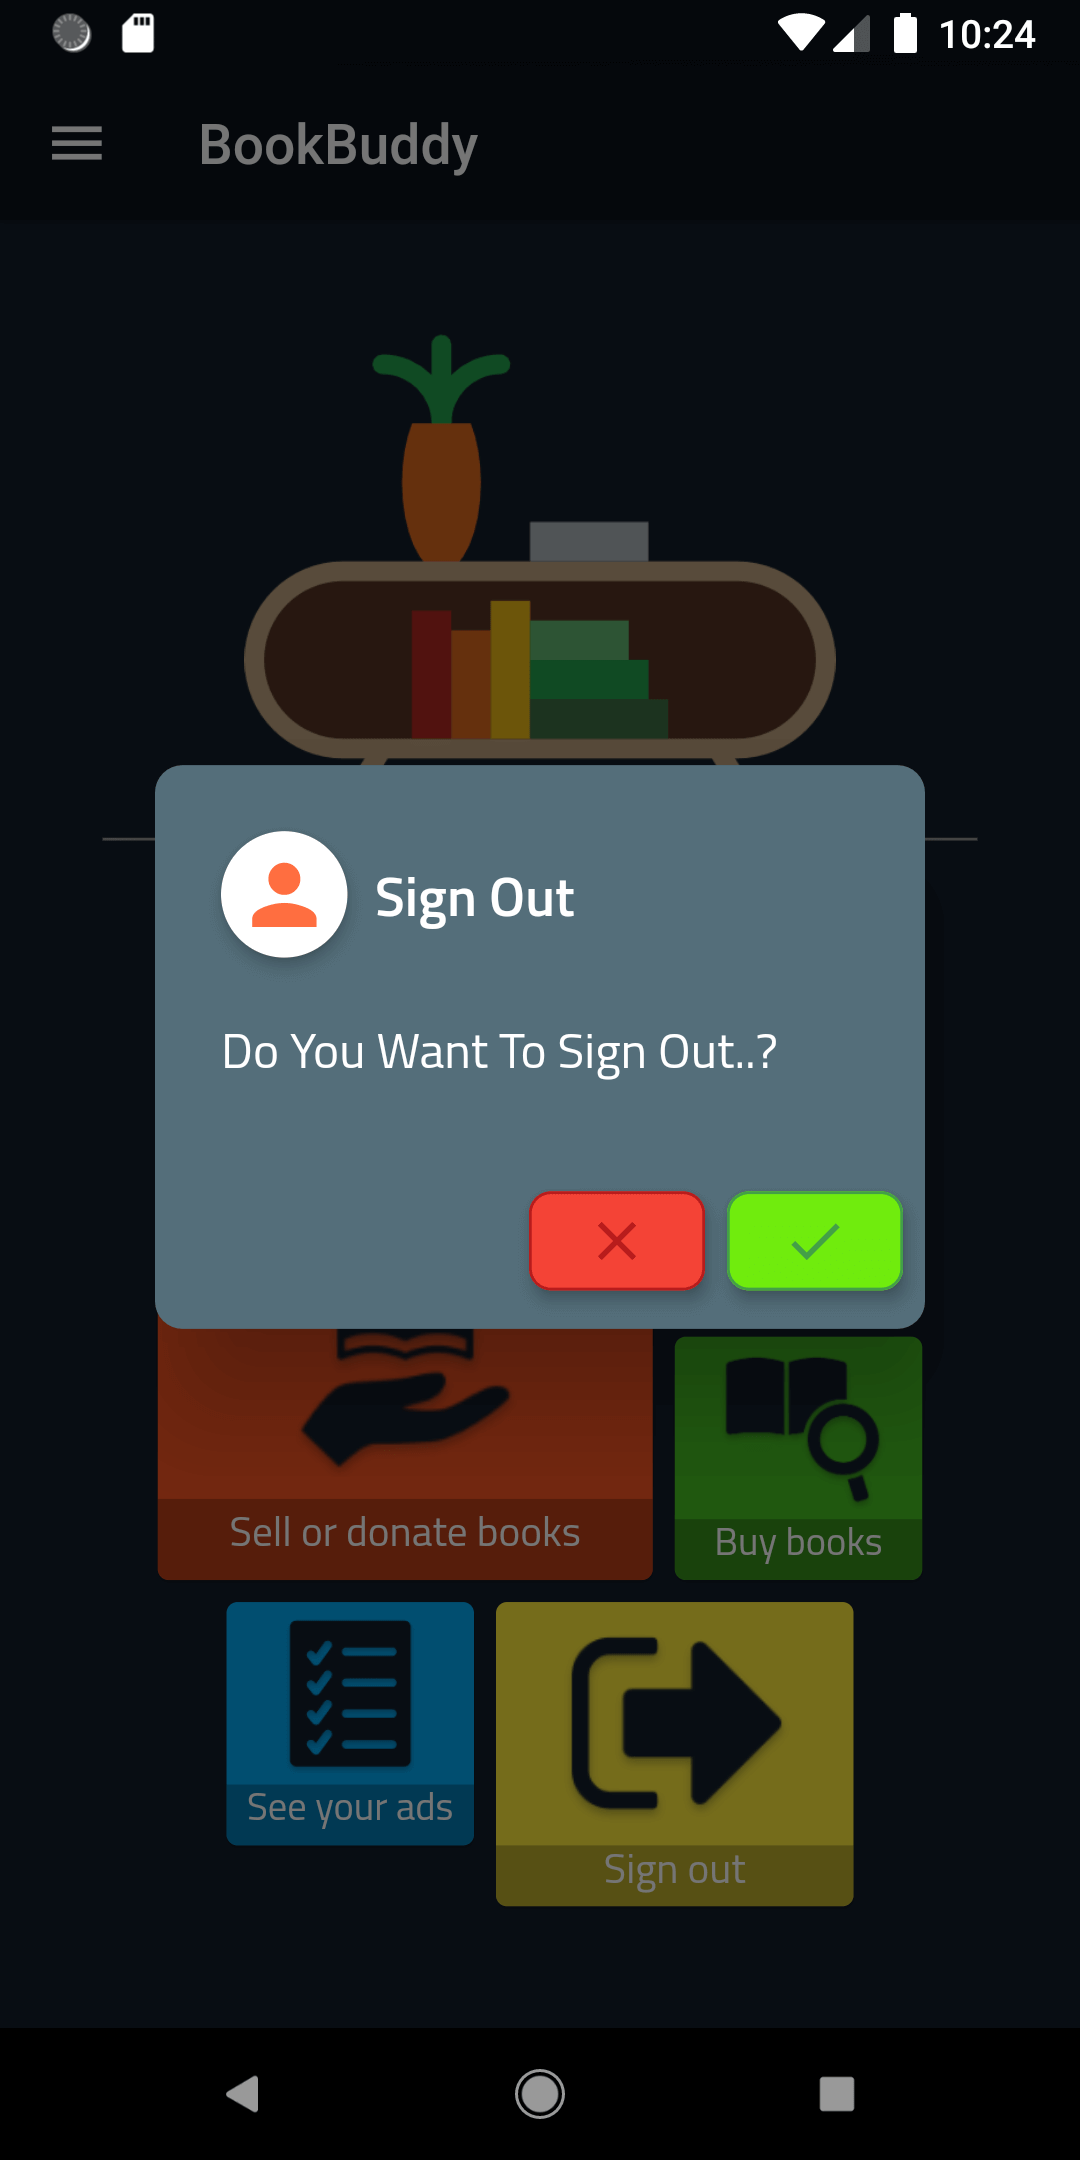 10:24
BookBuddy
Sign Out
Do You Want To Sign Out..?
Sell or donate books
Buy books
See your ads
Sign out